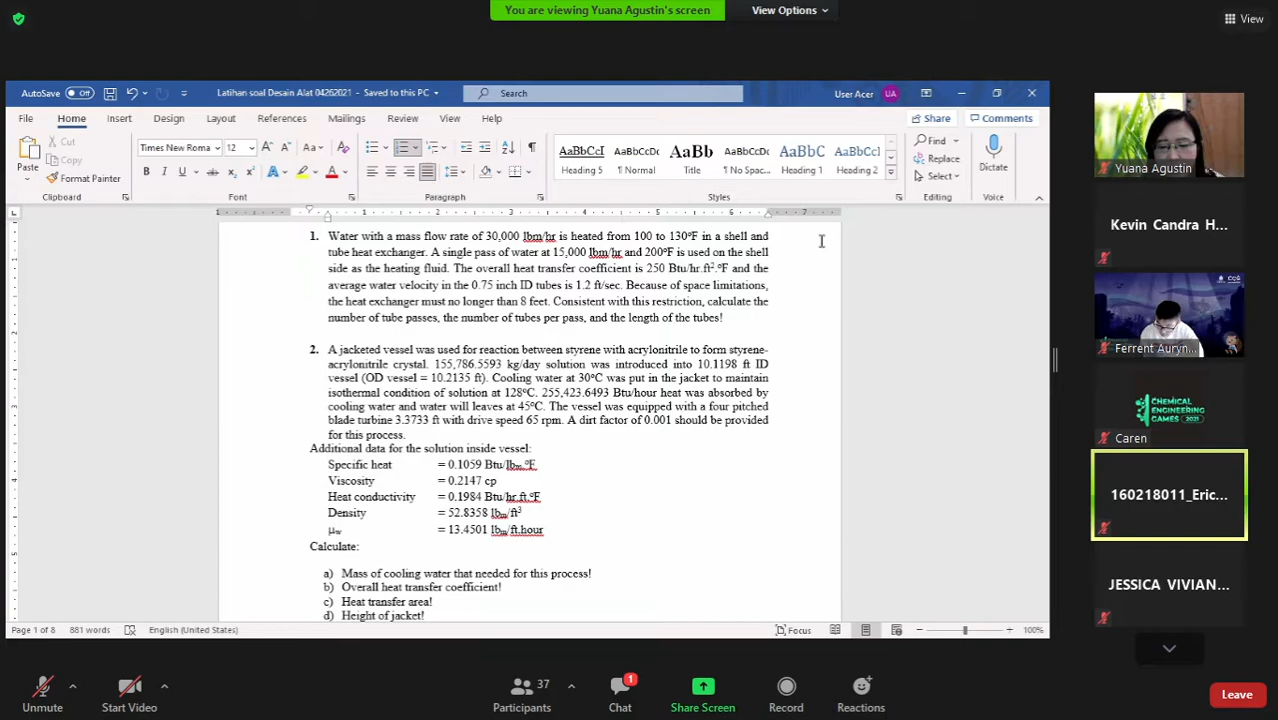 You are viewing Yuana Agustin's screen
View Options
View
AutoSave Off
Latihan soal Desain Alat 04262021 - Saved to this PC
Search
User Acer UA
File Home Insert Design Layout References Mailings Review View Help
Share Comments
Paste
Cut
Copy
Format Painter
Clipboard
Times New Roma 12
Font
Paragraph
AaBbCcI AaBbCcDc AaBb AaBbCcDc AaBbC AaBbCcI
Heading 5 ¶ Normal Title ¶ No Spac... Heading 1 Heading 2
Styles
Find
Replace
Select
Editing
Dictate
Voice
1. Water with a mass flow rate of 30,000 lbm/hr is heated from 100 to 130°F in a shell and
tube heat exchanger. A single pass of water at 15,000 lbm/hr and 200°F is used on the shell
side as the heating fluid. The overall heat transfer coefficient is 250 Btu/hr.ft².°F and the
average water velocity in the 0.75 inch ID tubes is 1.2 ft/sec. Because of space limitations,
the heat exchanger must no longer than 8 feet. Consistent with this restriction, calculate the
number of tube passes, the number of tubes per pass, and the length of the tubes!
2. A jacketed vessel was used for reaction between styrene with acrylonitrile to form styrene-
acrylonitrile crystal. 155,786.5593 kg/day solution was introduced into 10.1198 ft ID
vessel (OD vessel = 10.2135 ft). Cooling water at 30°C was put in the jacket to maintain
isothermal condition of solution at 128°C. 255,423.6493 Btu/hour heat was absorbed by
cooling water and water will leaves at 45°C. The vessel was equipped with a four pitched
blade turbine 3.3733 ft with drive speed 65 rpm. A dirt factor of 0.001 should be provided
for this process.
Additional data for the solution inside vessel:
Specific heat = 0.1059 Btu/lbm.°F
Viscosity = 0.2147 cp
Heat conductivity = 0.1984 Btu/hr.ft.°F
Density = 52.8358 lbm/ft³
μw = 13.4501 lbm/ft.hour
Calculate:
a) Mass of cooling water that needed for this process!
b) Overall heat transfer coefficient!
c) Heat transfer area!
d) Height of jacket!
Page 1 of 8 881 words English (United States)
Focus
100%
Yuana Agustin
Kevin Candra H...
Ferrent Auryn...
CHEMICAL
ENGINEERING
GAMES 2021
Caren
160218011_Eric...
JESSICA VIVIAN...
Unmute
Start Video
37
Participants
1
Chat
Share Screen
Record
Reactions
Leave